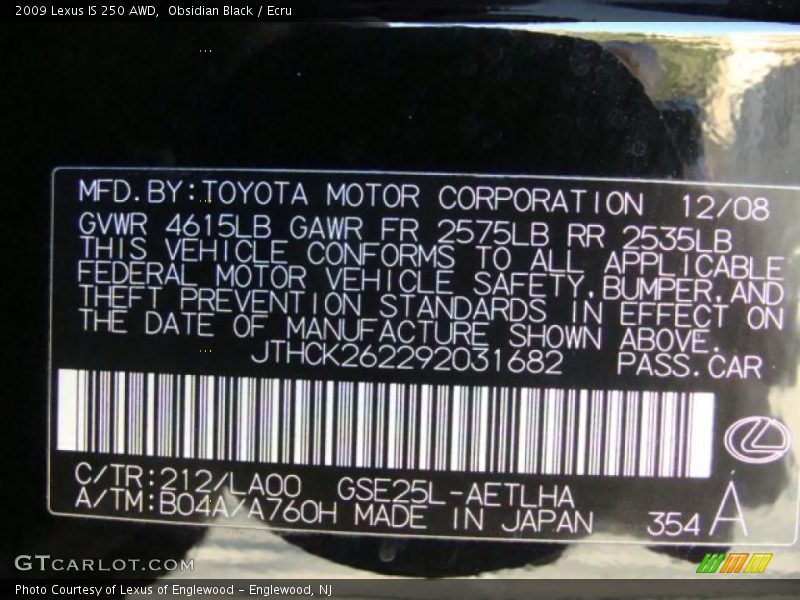 2009 Lexus IS 250 AWD,  Obsidian Black / Ecru
MFD.BY:TOYOTA MOTOR CORPORATION 12/08
GVWR 4615LB GAWR FR 2575LB RR 2535LB
THIS VEHICLE CONFORMS TO ALL APPLICABLE
FEDERAL MOTOR VEHICLE SAFETY,BUMPER,AND
THEFT PREVENTION STANDARDS IN EFFECT ON
THE DATE OF MANUFACTURE SHOWN ABOVE.
JTHCK262292031682 PASS.CAR
C/TR:212/LA00 GSE25L-AETLHA
A/TM:B04A/A760H MADE IN JAPAN 354 A
GTCARLOT.COM
Photo Courtesy of Lexus of Englewood - Englewood, NJ